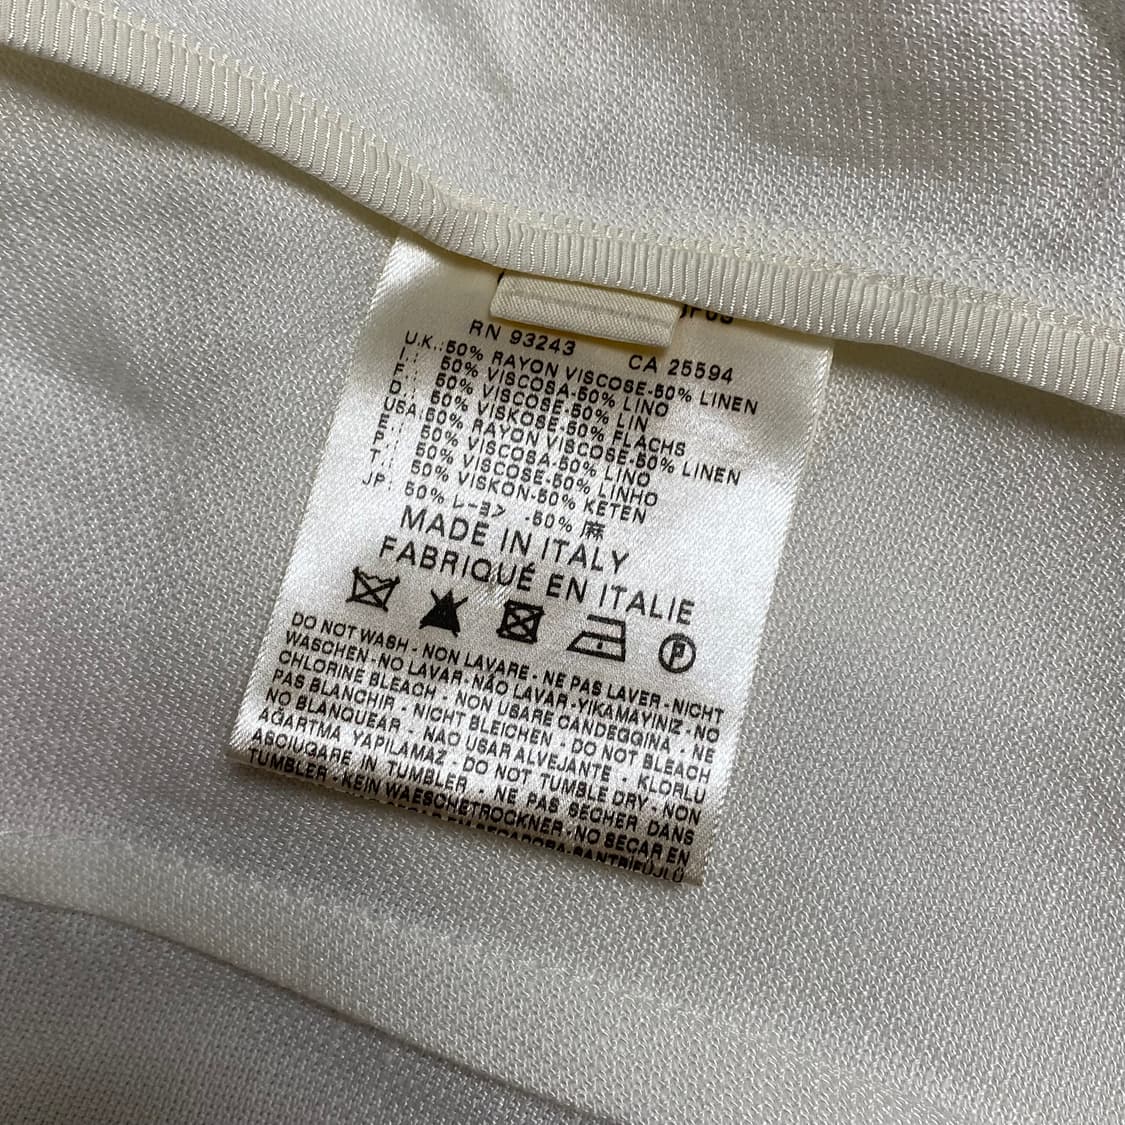 RN 93243 CA 25594
U.K.:50% RAYON VISCOSE-50% LINEN
I.: 50% VISCOSA-50% LINO
F.: 50% VISCOSE-50% LIN
D.: 50% VISKOSE-50% FLACHS
USA:50% RAYON VISCOSE-50% LINEN
E.: 50% VISCOSA-50% LINO
P.: 50% VISCOSE-50% LINHO
T.: 50% VISKON-50% KETEN
JP: 50% レーヨン -50% 麻
MADE IN ITALY
FABRIQUÉ EN ITALIE
P
DO NOT WASH - NON LAVARE - NE PAS LAVER - NICHT
WASCHEN - NO LAVAR - NÃO LAVAR - YIKAMAYINIZ - NO
CHLORINE BLEACH - NON USARE CANDEGGINA - NE
PAS BLANCHIR - NICHT BLEICHEN - DO NOT BLEACH
NO BLANQUEAR - NAO USAR ALVEJANTE - KLORLU
AĞARTMA YAPILAMAZ - DO NOT TUMBLE DRY - NON
ASCIUGARE IN TUMBLER - NE PAS SECHER DANS
TUMBLER - KEIN WAESCHETROCKNER - NO SECAR EN